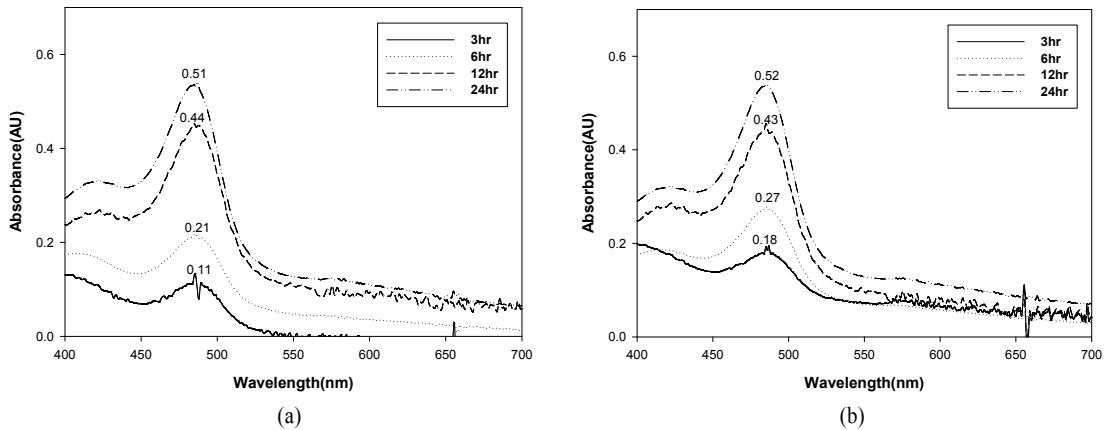 3hr
6hr
12hr
24hr
0.51
0.44
0.21
0.11
0.6
0.4
0.2
0.0
Absorbance(AU)
400 450 500 550 600 650 700
Wavelength(nm)
(a)
3hr
6hr
12hr
24hr
0.52
0.43
0.27
0.18
0.6
0.4
0.2
0.0
Absorbance(AU)
400 450 500 550 600 650 700
Wavelength(nm)
(b)